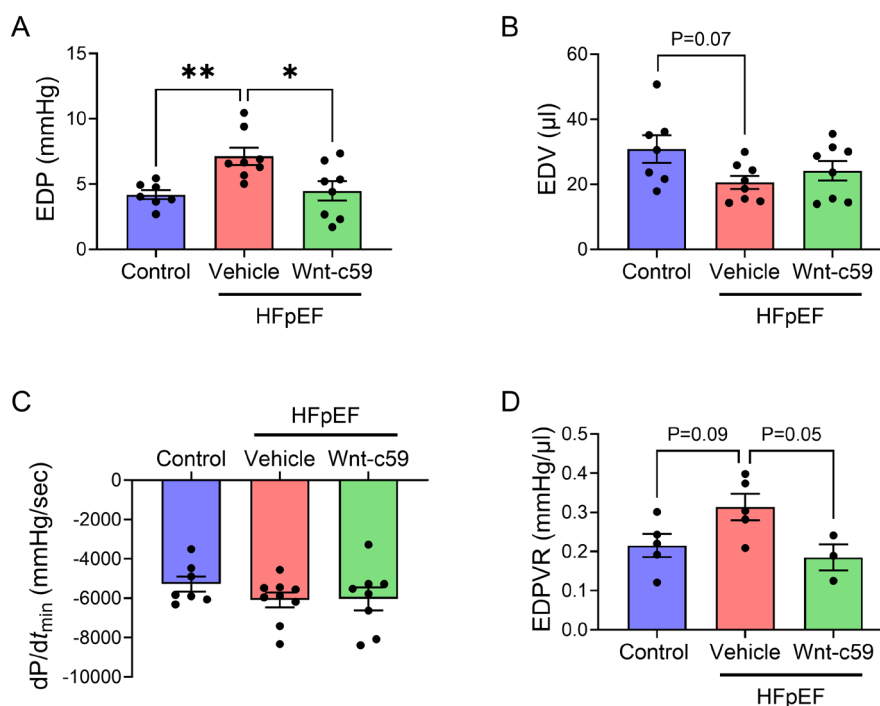 A
EDP (mmHg)
15
10
5
0
** *
Control Vehicle Wnt-c59
HFpEF
B
EDV (µl)
60
40
20
0
P=0.07
Control Vehicle Wnt-c59
HFpEF
C
HFpEF
Control Vehicle Wnt-c59
dP/dtmin (mmHg/sec)
0
-2000
-4000
-6000
-8000
-10000
D
EDPVR (mmHg/µl)
0.5
0.4
0.3
0.2
0.1
0.0
P=0.09 P=0.05
Control Vehicle Wnt-c59
HFpEF